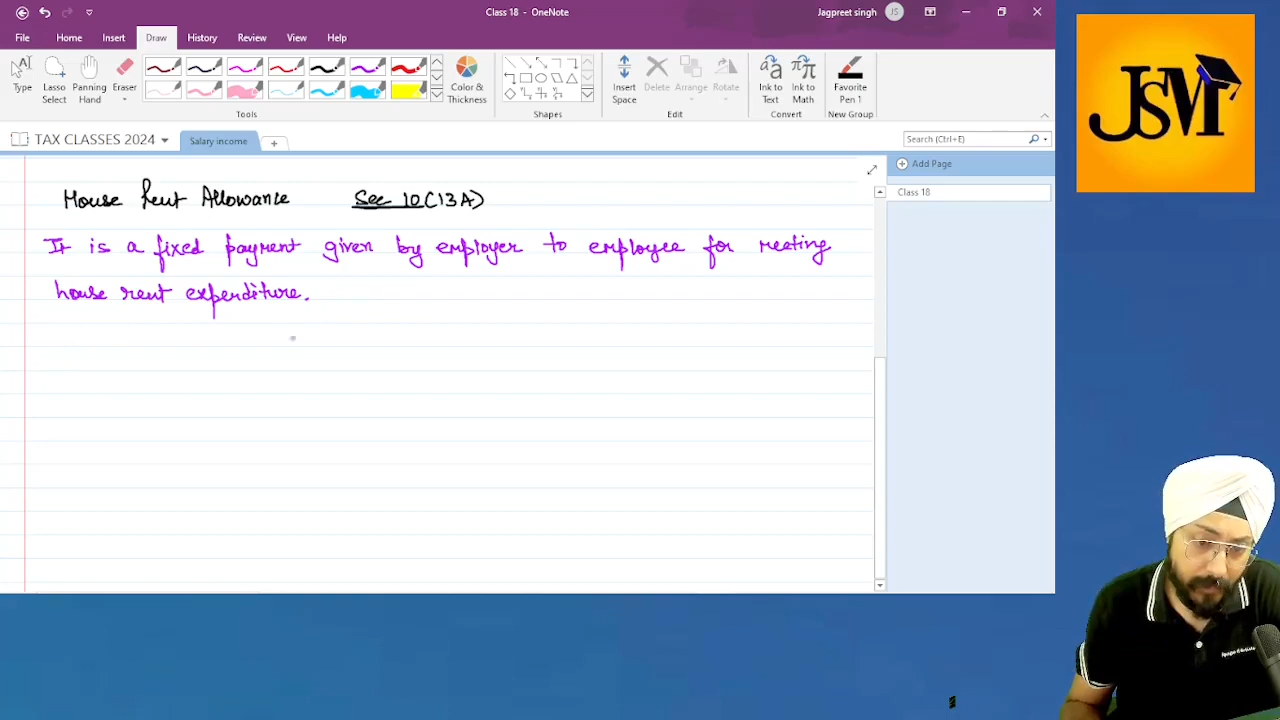 Class 18 - OneNote
Jagpreet singh JS
File Home Insert Draw History Review View Help
Type Lasso Select Panning Hand Eraser Color & Thickness Insert Space Delete Arrange Rotate Ink to Text Ink to Math Favorite Pen 1
Tools Shapes Edit Convert New Group
TAX CLASSES 2024 Salary income + Search (Ctrl+E)
Add Page
Class 18
House Rent Allowance Sec 10(13A)
It is a fixed payment given by employer to employee for meeting
house rent expenditure.
JSM